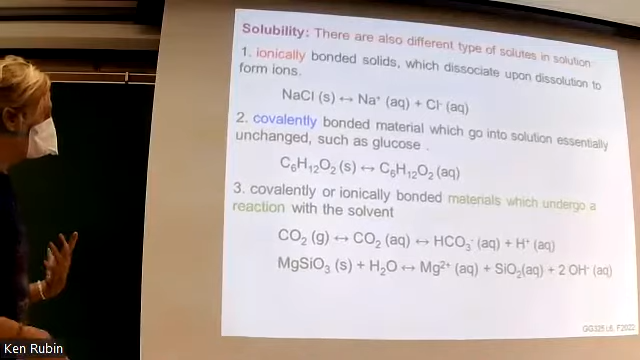 Solubility: There are also different type of solutes in solution
1. ionically bonded solids, which dissociate upon dissolution to
form ions.
NaCl (s) ↔ Na⁺ (aq) + Cl⁻ (aq)
2. covalently bonded material which go into solution essentially
unchanged, such as glucose .
C₆H₁₂O₂ (s) ↔ C₆H₁₂O₂ (aq)
3. covalently or ionically bonded materials which undergo a
reaction with the solvent
CO₂ (g) ↔ CO₂ (aq) ↔ HCO₃⁻ (aq) + H⁺ (aq)
MgSiO₃ (s) + H₂O ↔ Mg²⁺ (aq) + SiO₂(aq) + 2 OH⁻ (aq)
GG325 L6, F2022
Ken Rubin